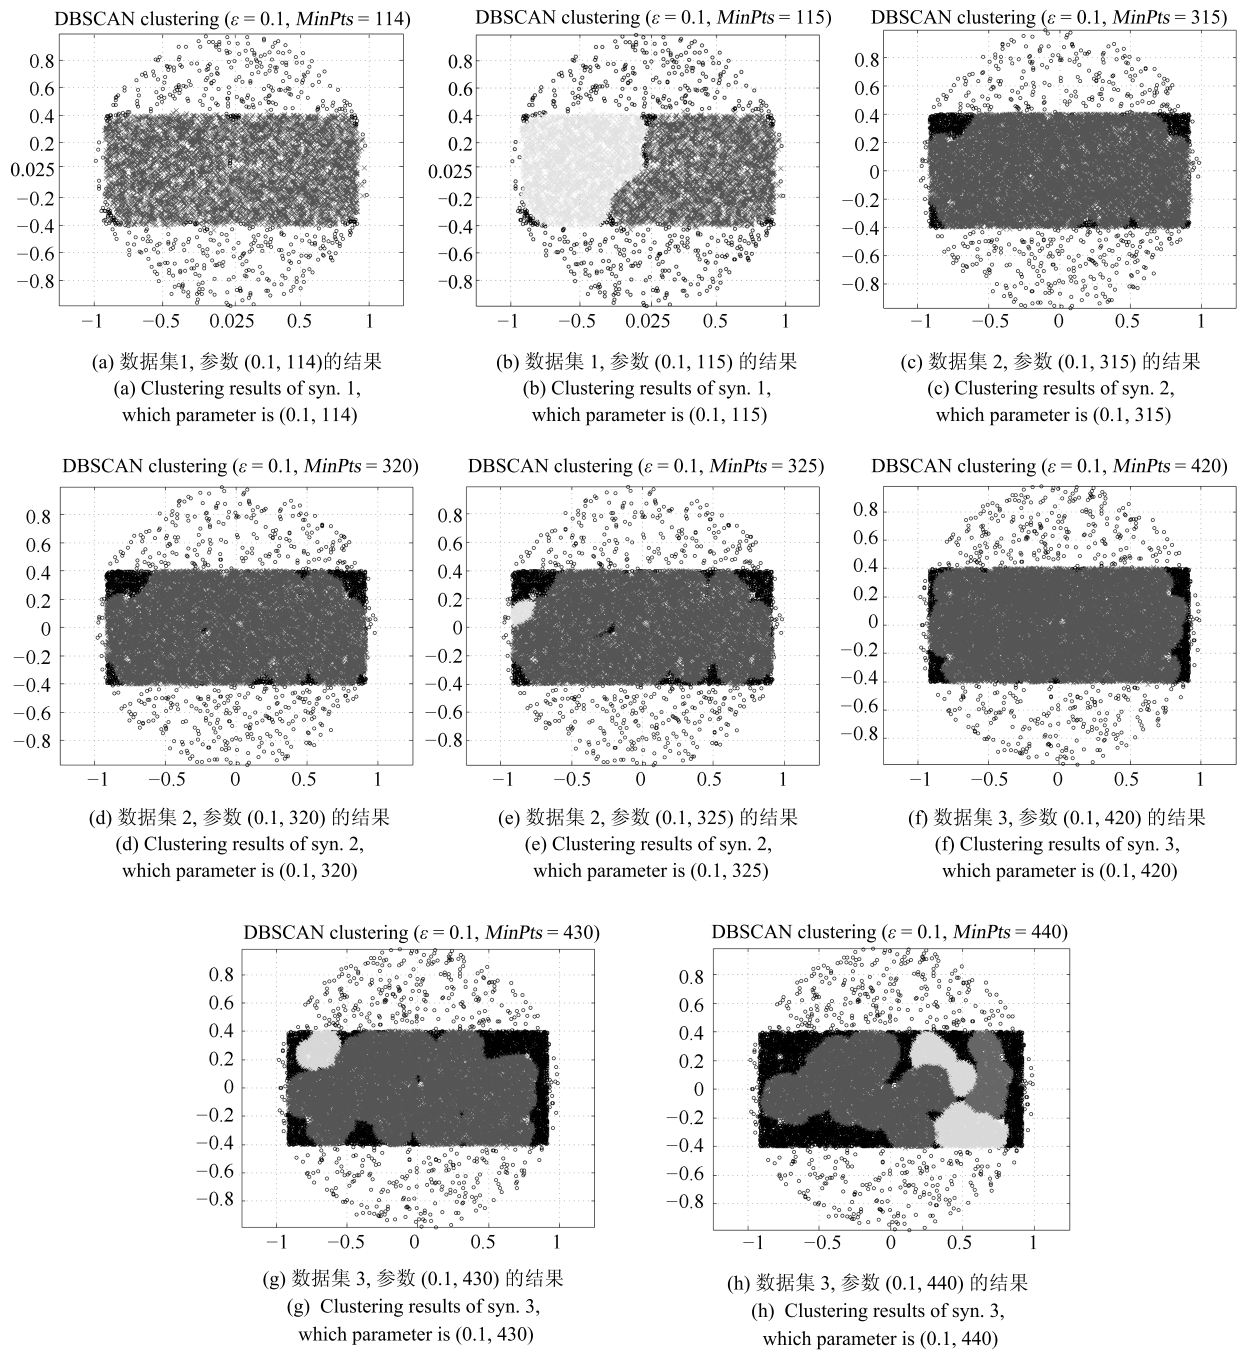 DBSCAN clustering (ε = 0.1, MinPts = 114)
0.8
0.6
0.4
0.2
0.025
−0.2
−0.4
−0.6
−0.8
−1 −0.5 0.025 0.5 1
(a) 数据集1, 参数 (0.1, 114)的结果
(a) Clustering results of syn. 1,
which parameter is (0.1, 114)
DBSCAN clustering (ε = 0.1, MinPts = 115)
0.8
0.6
0.4
0.2
0.025
−0.2
−0.4
−0.6
−0.8
−1 −0.5 0.025 0.5 1
(b) 数据集 1, 参数 (0.1, 115) 的结果
(b) Clustering results of syn. 1,
which parameter is (0.1, 115)
DBSCAN clustering (ε = 0.1, MinPts = 315)
0.8
0.6
0.4
0.2
0
−0.2
−0.4
−0.6
−0.8
−1 −0.5 0 0.5 1
(c) 数据集 2, 参数 (0.1, 315) 的结果
(c) Clustering results of syn. 2,
which parameter is (0.1, 315)
DBSCAN clustering (ε = 0.1, MinPts = 320)
0.8
0.6
0.4
0.2
0
−0.2
−0.4
−0.6
−0.8
−1 −0.5 0 0.5 1
(d) 数据集 2, 参数 (0.1, 320) 的结果
(d) Clustering results of syn. 2,
which parameter is (0.1, 320)
DBSCAN clustering (ε = 0.1, MinPts = 325)
0.8
0.6
0.4
0.2
0
−0.2
−0.4
−0.6
−0.8
−1 −0.5 0 0.5 1
(e) 数据集 2, 参数 (0.1, 325) 的结果
(e) Clustering results of syn. 2,
which parameter is (0.1, 325)
DBSCAN clustering (ε = 0.1, MinPts = 420)
0.8
0.6
0.4
0.2
0
−0.2
−0.4
−0.6
−0.8
−1 −0.5 0 0.5 1
(f) 数据集 3, 参数 (0.1, 420) 的结果
(f) Clustering results of syn. 3,
which parameter is (0.1, 420)
DBSCAN clustering (ε = 0.1, MinPts = 430)
0.8
0.6
0.4
0.2
0
−0.2
−0.4
−0.6
−0.8
−1 −0.5 0 0.5 1
(g) 数据集 3, 参数 (0.1, 430) 的结果
(g) Clustering results of syn. 3,
which parameter is (0.1, 430)
DBSCAN clustering (ε = 0.1, MinPts = 440)
0.8
0.6
0.4
0.2
0
−0.2
−0.4
−0.6
−0.8
−1 −0.5 0 0.5 1
(h) 数据集 3, 参数 (0.1, 440) 的结果
(h) Clustering results of syn. 3,
which parameter is (0.1, 440)